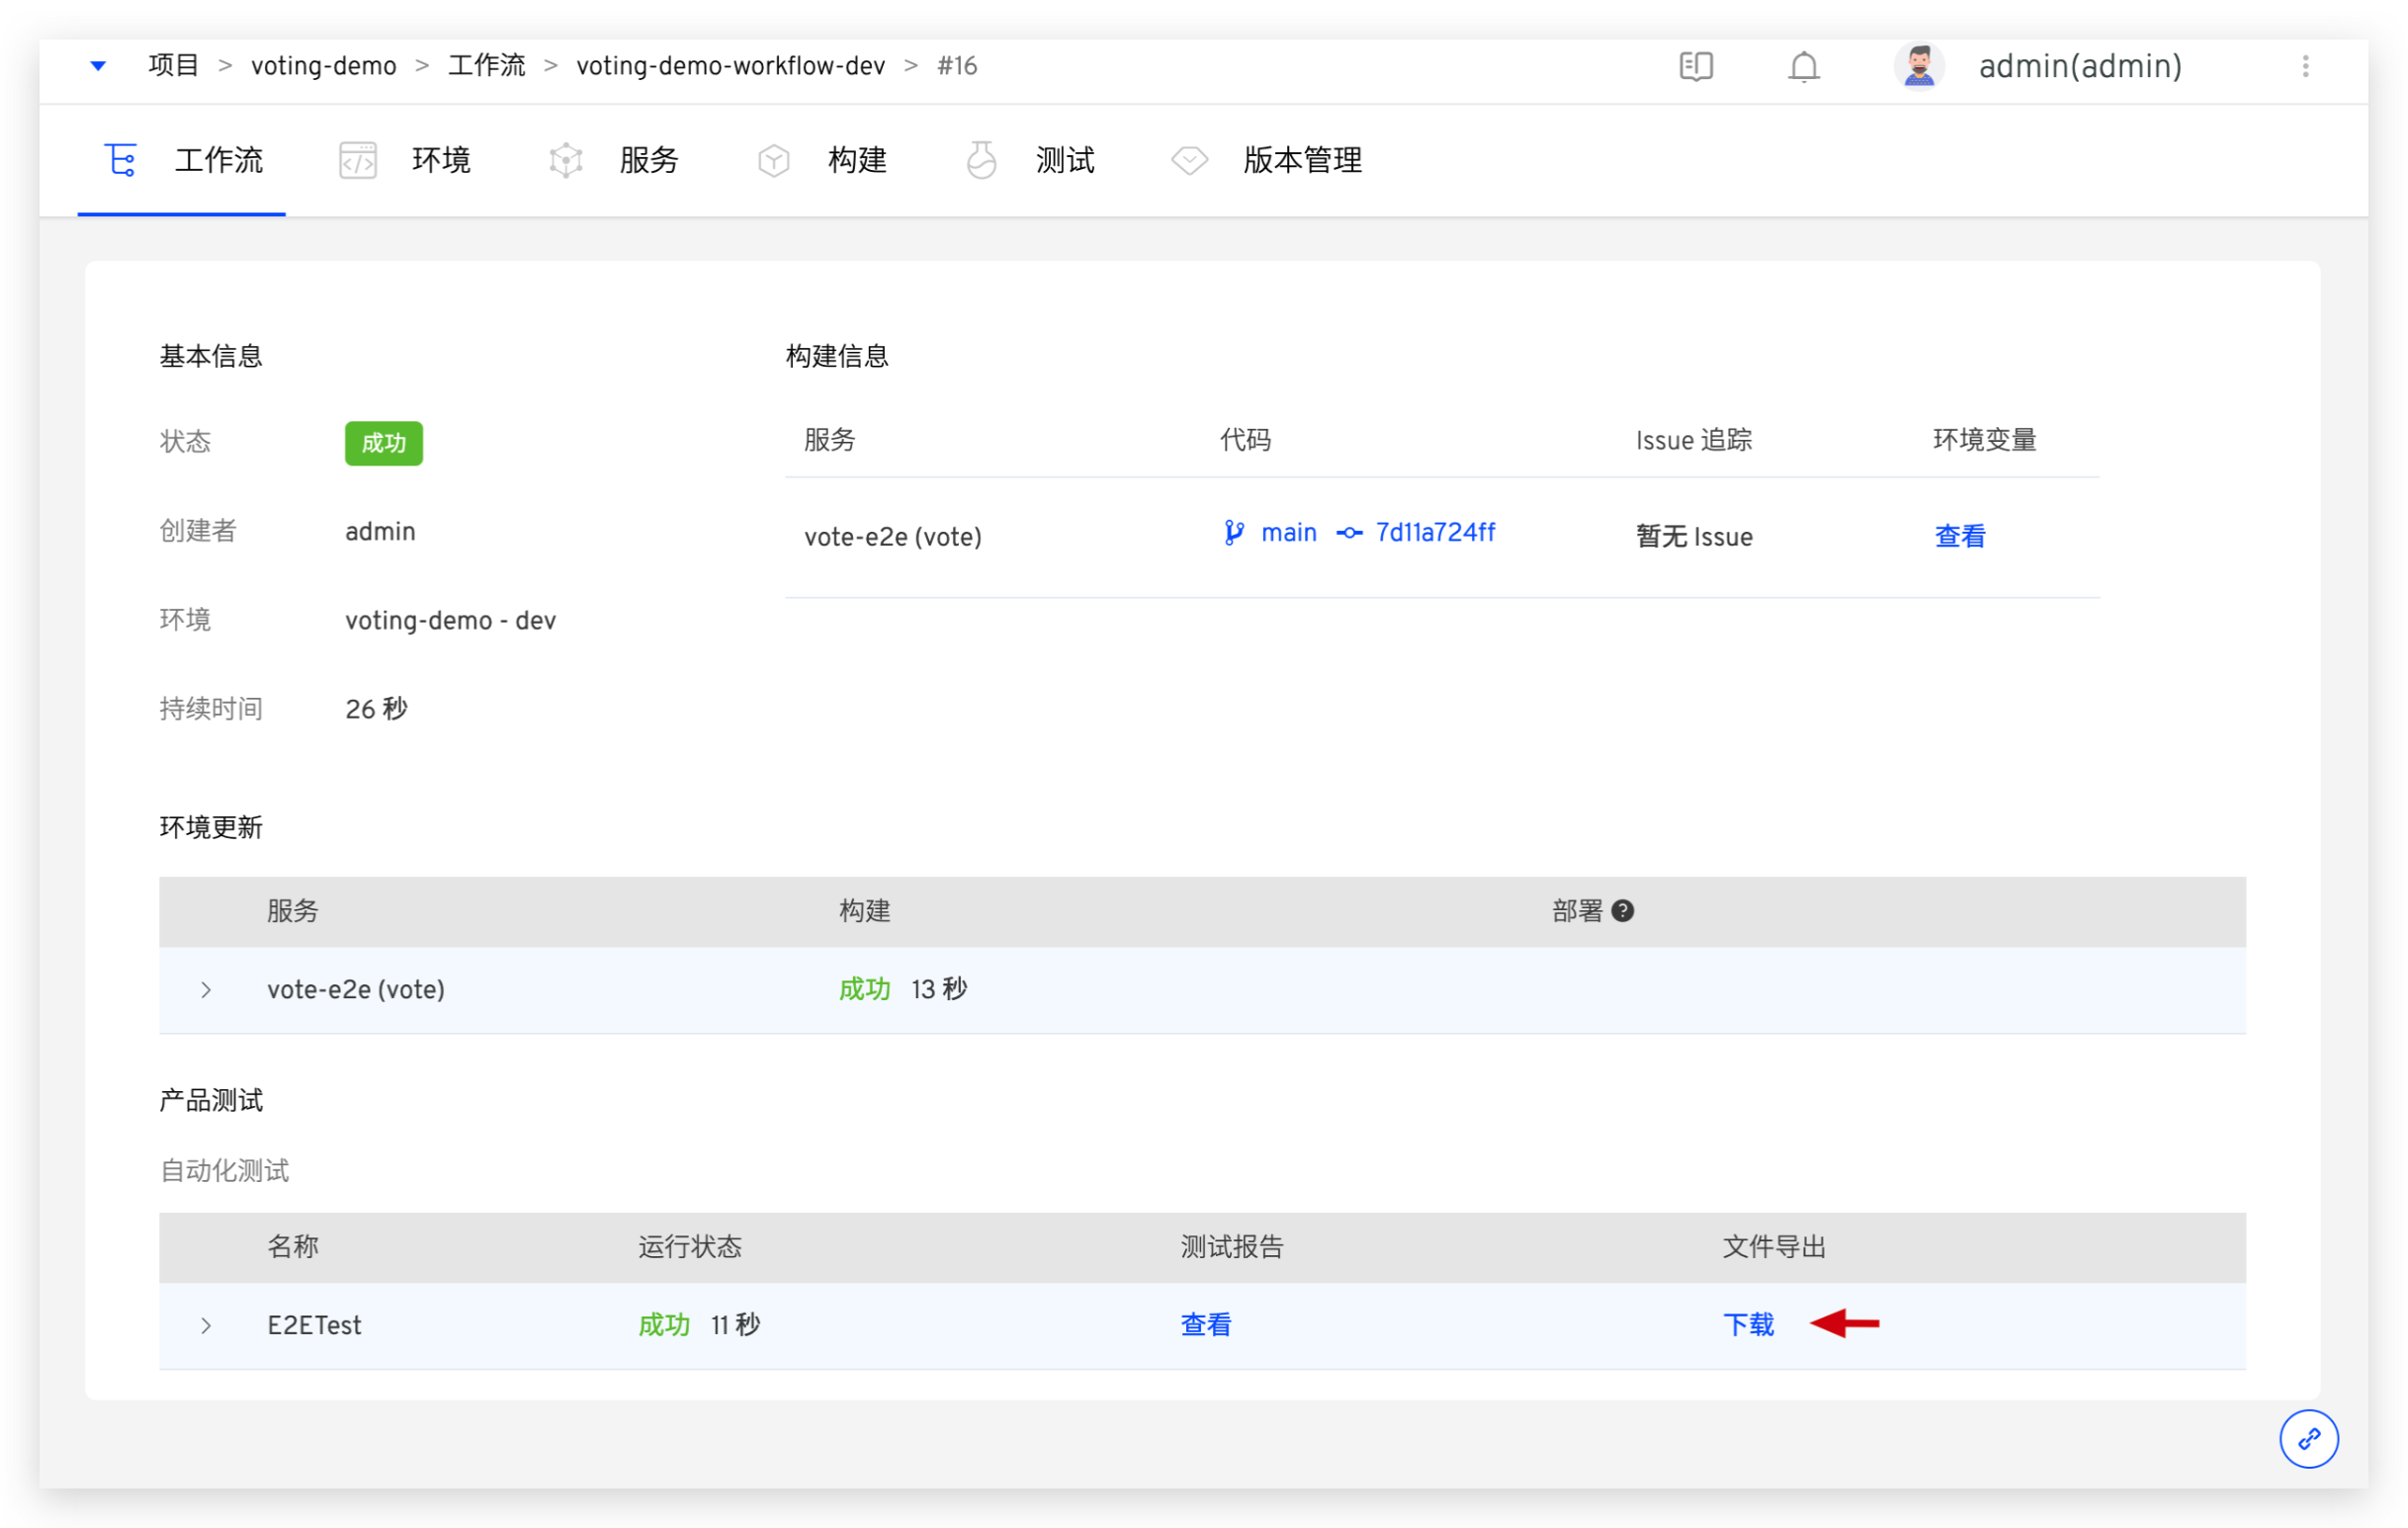 项目 > voting-demo > 工作流 > voting-demo-workflow-dev > #16
admin(admin)
工作流 环境 服务 构建 测试 版本管理
基本信息
状态 成功
创建者 admin
环境 voting-demo - dev
持续时间 26 秒
构建信息
服务 代码 Issue 追踪 环境变量
vote-e2e (vote) main 7d11a724ff 暂无 Issue 查看
环境更新
服务 构建 部署
vote-e2e (vote) 成功 13 秒
产品测试
自动化测试
名称 运行状态 测试报告 文件导出
E2ETest 成功 11 秒 查看 下载